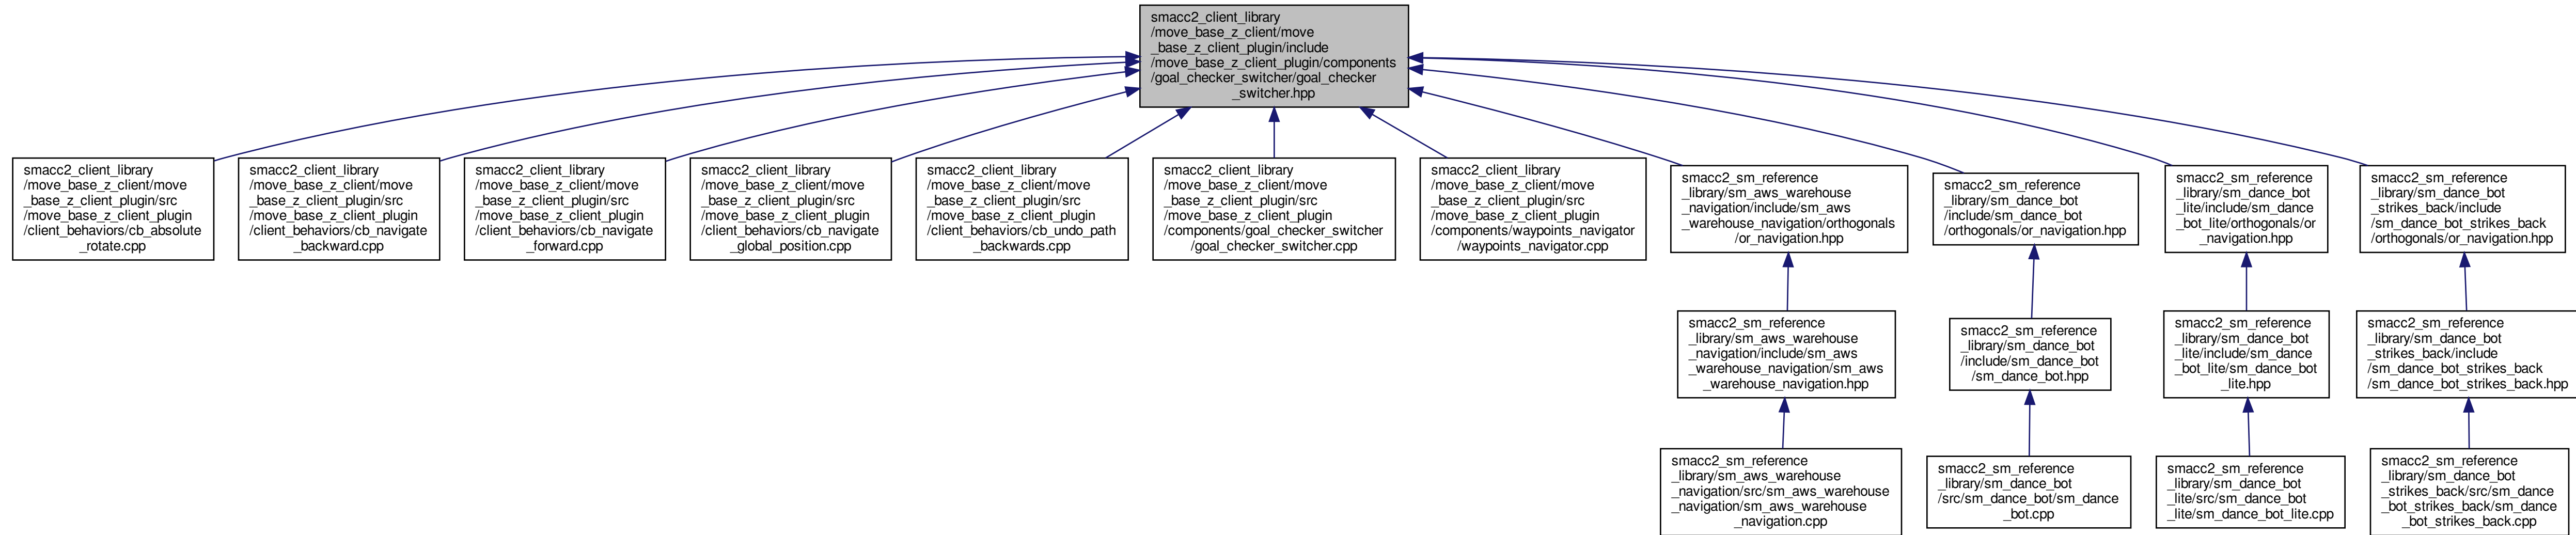 smacc2_client_library
/move_base_z_client/move
_base_z_client_plugin/include
/move_base_z_client_plugin/components
/goal_checker_switcher/goal_checker
_switcher.hpp
smacc2_client_library
/move_base_z_client/move
_base_z_client_plugin/src
/move_base_z_client_plugin
/client_behaviors/cb_absolute
_rotate.cpp
smacc2_client_library
/move_base_z_client/move
_base_z_client_plugin/src
/move_base_z_client_plugin
/client_behaviors/cb_navigate
_backward.cpp
smacc2_client_library
/move_base_z_client/move
_base_z_client_plugin/src
/move_base_z_client_plugin
/client_behaviors/cb_navigate
_forward.cpp
smacc2_client_library
/move_base_z_client/move
_base_z_client_plugin/src
/move_base_z_client_plugin
/client_behaviors/cb_navigate
_global_position.cpp
smacc2_client_library
/move_base_z_client/move
_base_z_client_plugin/src
/move_base_z_client_plugin
/client_behaviors/cb_undo_path
_backwards.cpp
smacc2_client_library
/move_base_z_client/move
_base_z_client_plugin/src
/move_base_z_client_plugin
/components/goal_checker_switcher
/goal_checker_switcher.cpp
smacc2_client_library
/move_base_z_client/move
_base_z_client_plugin/src
/move_base_z_client_plugin
/components/waypoints_navigator
/waypoints_navigator.cpp
smacc2_sm_reference
_library/sm_aws_warehouse
_navigation/include/sm_aws
_warehouse_navigation/orthogonals
/or_navigation.hpp
smacc2_sm_reference
_library/sm_dance_bot
/include/sm_dance_bot
/orthogonals/or_navigation.hpp
smacc2_sm_reference
_library/sm_dance_bot
_lite/include/sm_dance
_bot_lite/orthogonals/or
_navigation.hpp
smacc2_sm_reference
_library/sm_dance_bot
_strikes_back/include
/sm_dance_bot_strikes_back
/orthogonals/or_navigation.hpp
smacc2_sm_reference
_library/sm_aws_warehouse
_navigation/include/sm_aws
_warehouse_navigation/sm_aws
_warehouse_navigation.hpp
smacc2_sm_reference
_library/sm_dance_bot
/include/sm_dance_bot
/sm_dance_bot.hpp
smacc2_sm_reference
_library/sm_dance_bot
_lite/include/sm_dance
_bot_lite/sm_dance_bot
_lite.hpp
smacc2_sm_reference
_library/sm_dance_bot
_strikes_back/include
/sm_dance_bot_strikes_back
/sm_dance_bot_strikes_back.hpp
smacc2_sm_reference
_library/sm_aws_warehouse
_navigation/src/sm_aws_warehouse
_navigation/sm_aws_warehouse
_navigation.cpp
smacc2_sm_reference
_library/sm_dance_bot
/src/sm_dance_bot/sm_dance
_bot.cpp
smacc2_sm_reference
_library/sm_dance_bot
_lite/src/sm_dance_bot
_lite/sm_dance_bot_lite.cpp
smacc2_sm_reference
_library/sm_dance_bot
_strikes_back/src/sm_dance
_bot_strikes_back/sm_dance
_bot_strikes_back.cpp